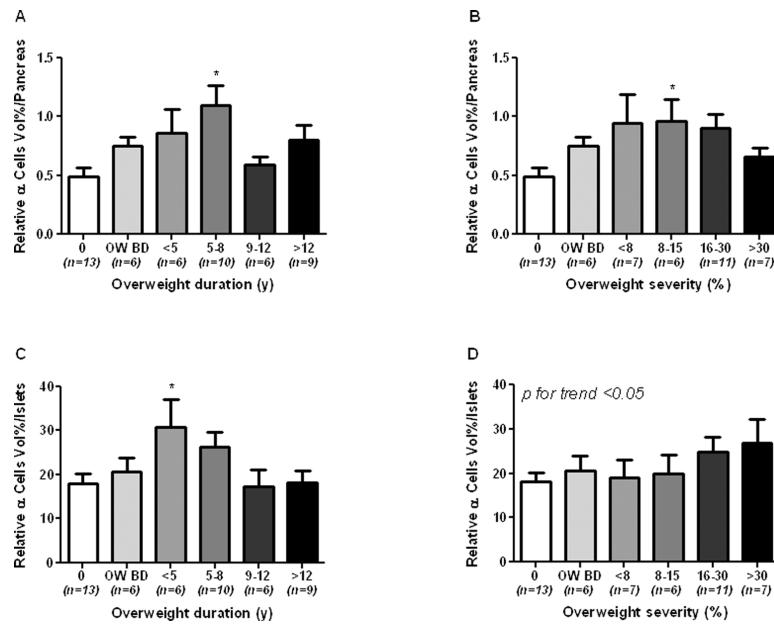 A
Relative α Cells Vol%/Pancreas
1.5
1.0
0.5
0.0
*
0 OW BD <5 5-8 9-12 >12
(n=13) (n=6) (n=6) (n=10) (n=6) (n=9)
Overweight duration (y)
B
Relative α Cells Vol%/Pancreas
1.5
1.0
0.5
0.0
*
0 OW BD <8 8-15 16-30 >30
(n=13) (n=6) (n=7) (n=6) (n=11) (n=7)
Overweight severity (%)
C
Relative α Cells Vol%/Islets
40
30
20
10
0
*
0 OW BD <5 5-8 9-12 >12
(n=13) (n=6) (n=6) (n=10) (n=6) (n=9)
Overweight duration (y)
D
Relative α Cells Vol%/Islets
40
30
20
10
0
p for trend <0.05
0 OW BD <8 8-15 16-30 >30
(n=13) (n=6) (n=7) (n=6) (n=11) (n=7)
Overweight severity (%)